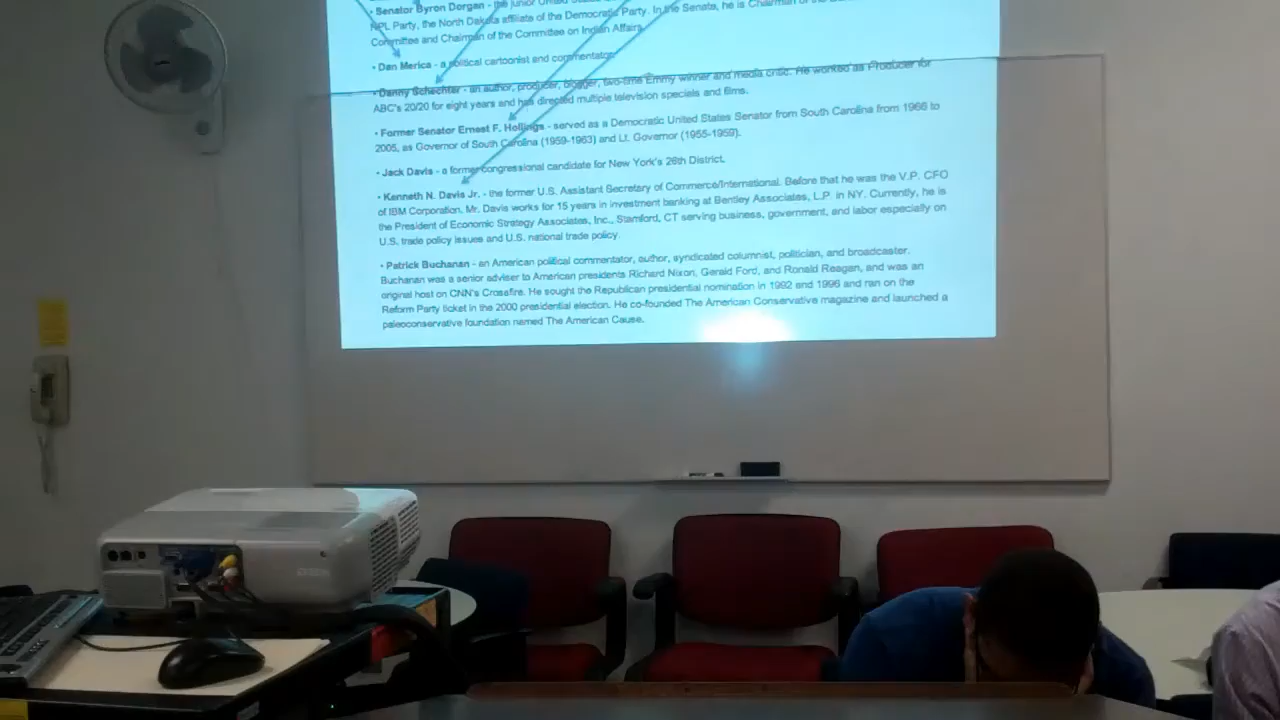 • Senator Byron Dorgan - the junior United States
NPL Party, the North Dakota affiliate of the Democratic Party. In the Senate, he is Chairman of the
Committee and Chairman of the Committee on Indian Affairs.
• Dan Merica - a political cartoonist and commentator.
• Danny Schechter - an author, producer, blogger, two-time Emmy winner and media critic. He worked as Producer for
ABC's 20/20 for eight years and has directed multiple television specials and films.
• Former Senator Ernest F. Hollings - served as a Democratic United States Senator from South Carolina from 1966 to
2005, as Governor of South Carolina (1959-1963) and Lt. Governor (1955-1959).
• Jack Davis - a former congressional candidate for New York's 26th District.
• Kenneth N. Davis Jr. - the former U.S. Assistant Secretary of Commerce/International. Before that he was the V.P. CFO
of IBM Corporation. Mr. Davis works for 15 years in investment banking at Bentley Associates, L.P. in NY. Currently, he is
the President of Economic Strategy Associates, Inc., Stamford, CT serving business, government, and labor especially on
U.S. trade policy issues and U.S. national trade policy.
• Patrick Buchanan - an American political commentator, author, syndicated columnist, politician, and broadcaster.
Buchanan was a senior adviser to American presidents Richard Nixon, Gerald Ford, and Ronald Reagan, and was an
original host on CNN's Crossfire. He sought the Republican presidential nomination in 1992 and 1996 and ran on the
Reform Party ticket in the 2000 presidential election. He co-founded The American Conservative magazine and launched a
paleoconservative foundation named The American Cause.